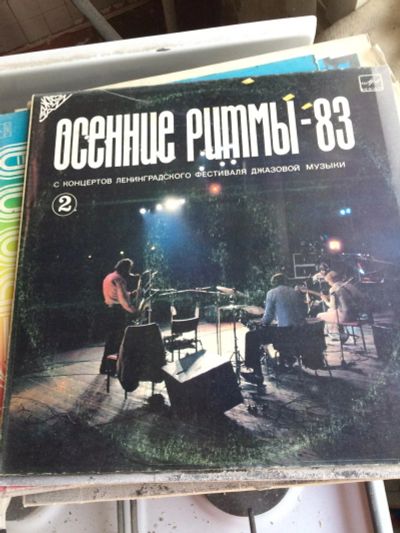 ОСЕННИЕ РИТМЫ-83
С КОНЦЕРТОВ ЛЕНИНГРАДСКОГО ФЕСТИВАЛЯ ДЖАЗОВОЙ МУЗЫКИ
2